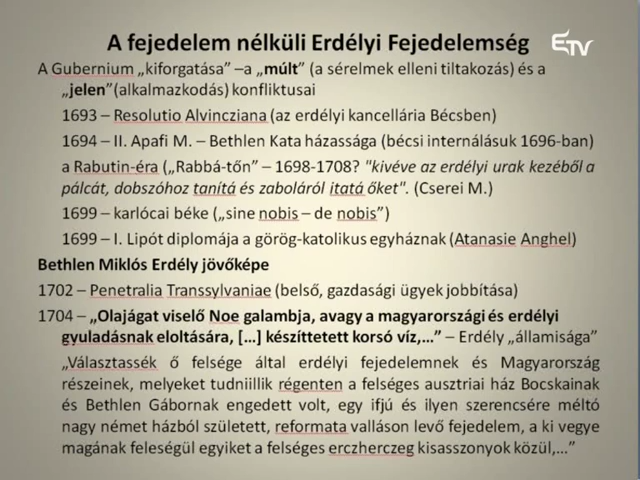 A fejedelem nélküli Erdélyi Fejedelemség
ETV
A Gubernium „kiforgatása” –a „múlt” (a sérelmek elleni tiltakozás) és a
„jelen”(alkalmazkodás) konfliktusai
1693 – Resolutio Alvincziana (az erdélyi kancellária Bécsben)
1694 – II. Apafi M. – Bethlen Kata házassága (bécsi internálásuk 1696-ban)
a Rabutin-éra („Rabbá-tőn” – 1698-1708? "kivéve az erdélyi urak kezéből a
pálcát, dobszóhoz tanítá és zaboláról itatá őket". (Cserei M.)
1699 – karlócai béke („sine nobis – de nobis”)
1699 – I. Lipót diplomája a görög-katolikus egyháznak (Atanasie Anghel)
Bethlen Miklós Erdély jövőképe
1702 – Penetralia Transsylvaniae (belső, gazdasági ügyek jobbítása)
1704 – „Olajágat viselő Noe galambja, avagy a magyarországi és erdélyi
gyuladásnak eloltására, […] készíttetett korsó víz,…” – Erdély „államisága”
„Választassék ő felsége által erdélyi fejedelemnek és Magyarország
részeinek, melyeket tudniillik régenten a felséges ausztriai ház Bocskainak
és Bethlen Gábornak engedett volt, egy ifjú és ilyen szerencsére méltó
nagy német házból született, reformata valláson levő fejedelem, a ki vegye
magának feleségül egyiket a felséges erczherczeg kisasszonyok közül,…”